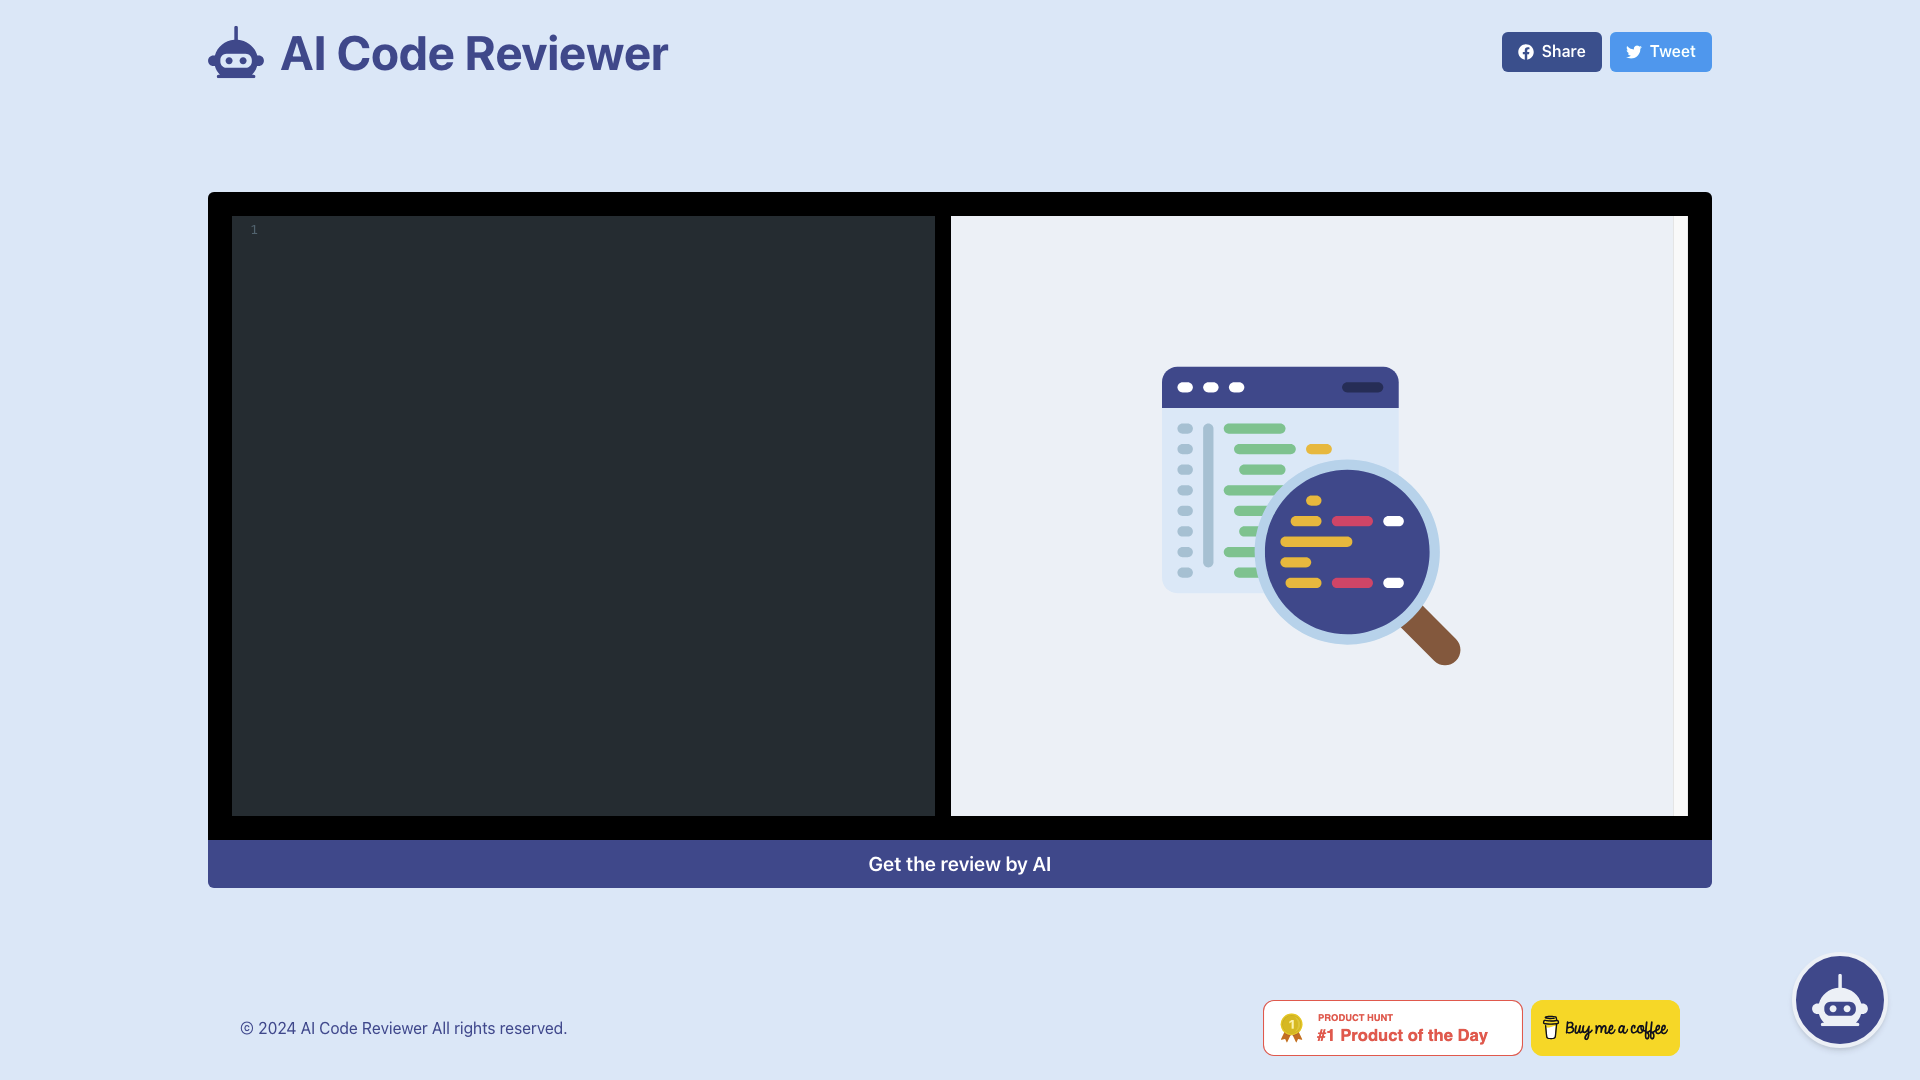 AI Code Reviewer
Share
Tweet
1
Get the review by AI
© 2024 AI Code Reviewer All rights reserved.
1
PRODUCT HUNT
#1 Product of the Day
Buy me a coffee